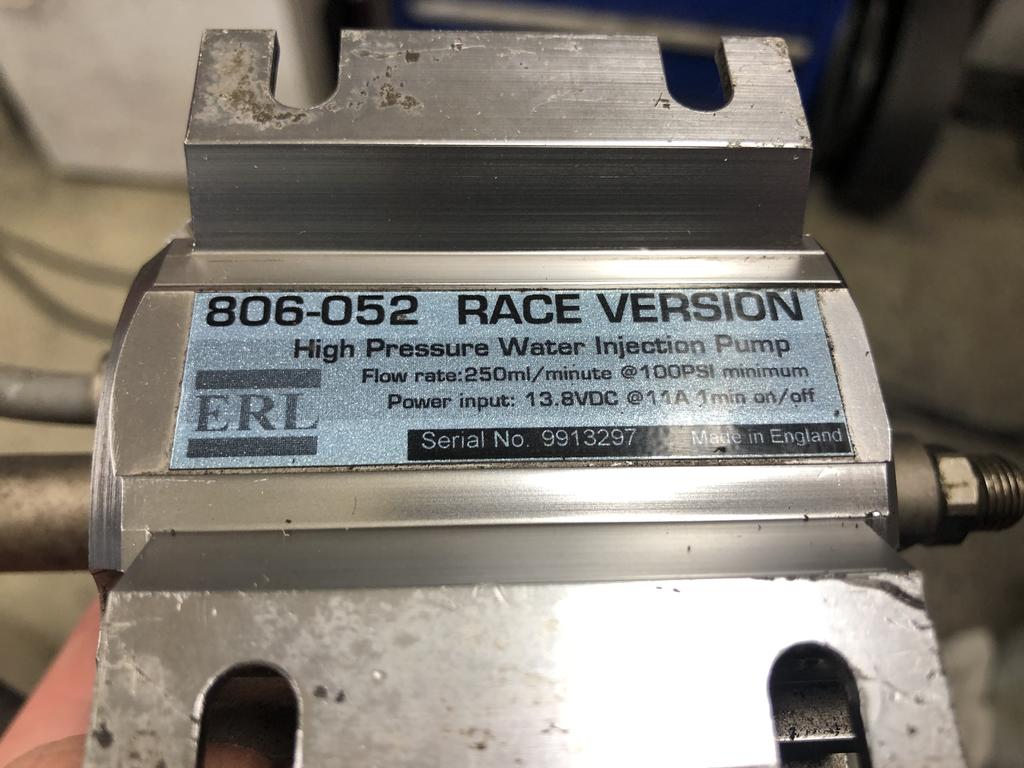 806-052 RACE VERSION
High Pressure Water Injection Pump
Flow rate:250ml/minute @100PSI minimum
Power input: 13.8VDC @11A 1min on/off
ERL
Serial No. 9913297 Made in England